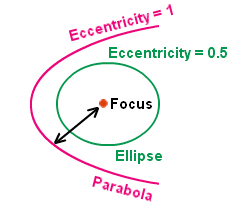 Eccentricity = 1
Eccentricity = 0.5
Focus
Ellipse
Parabola